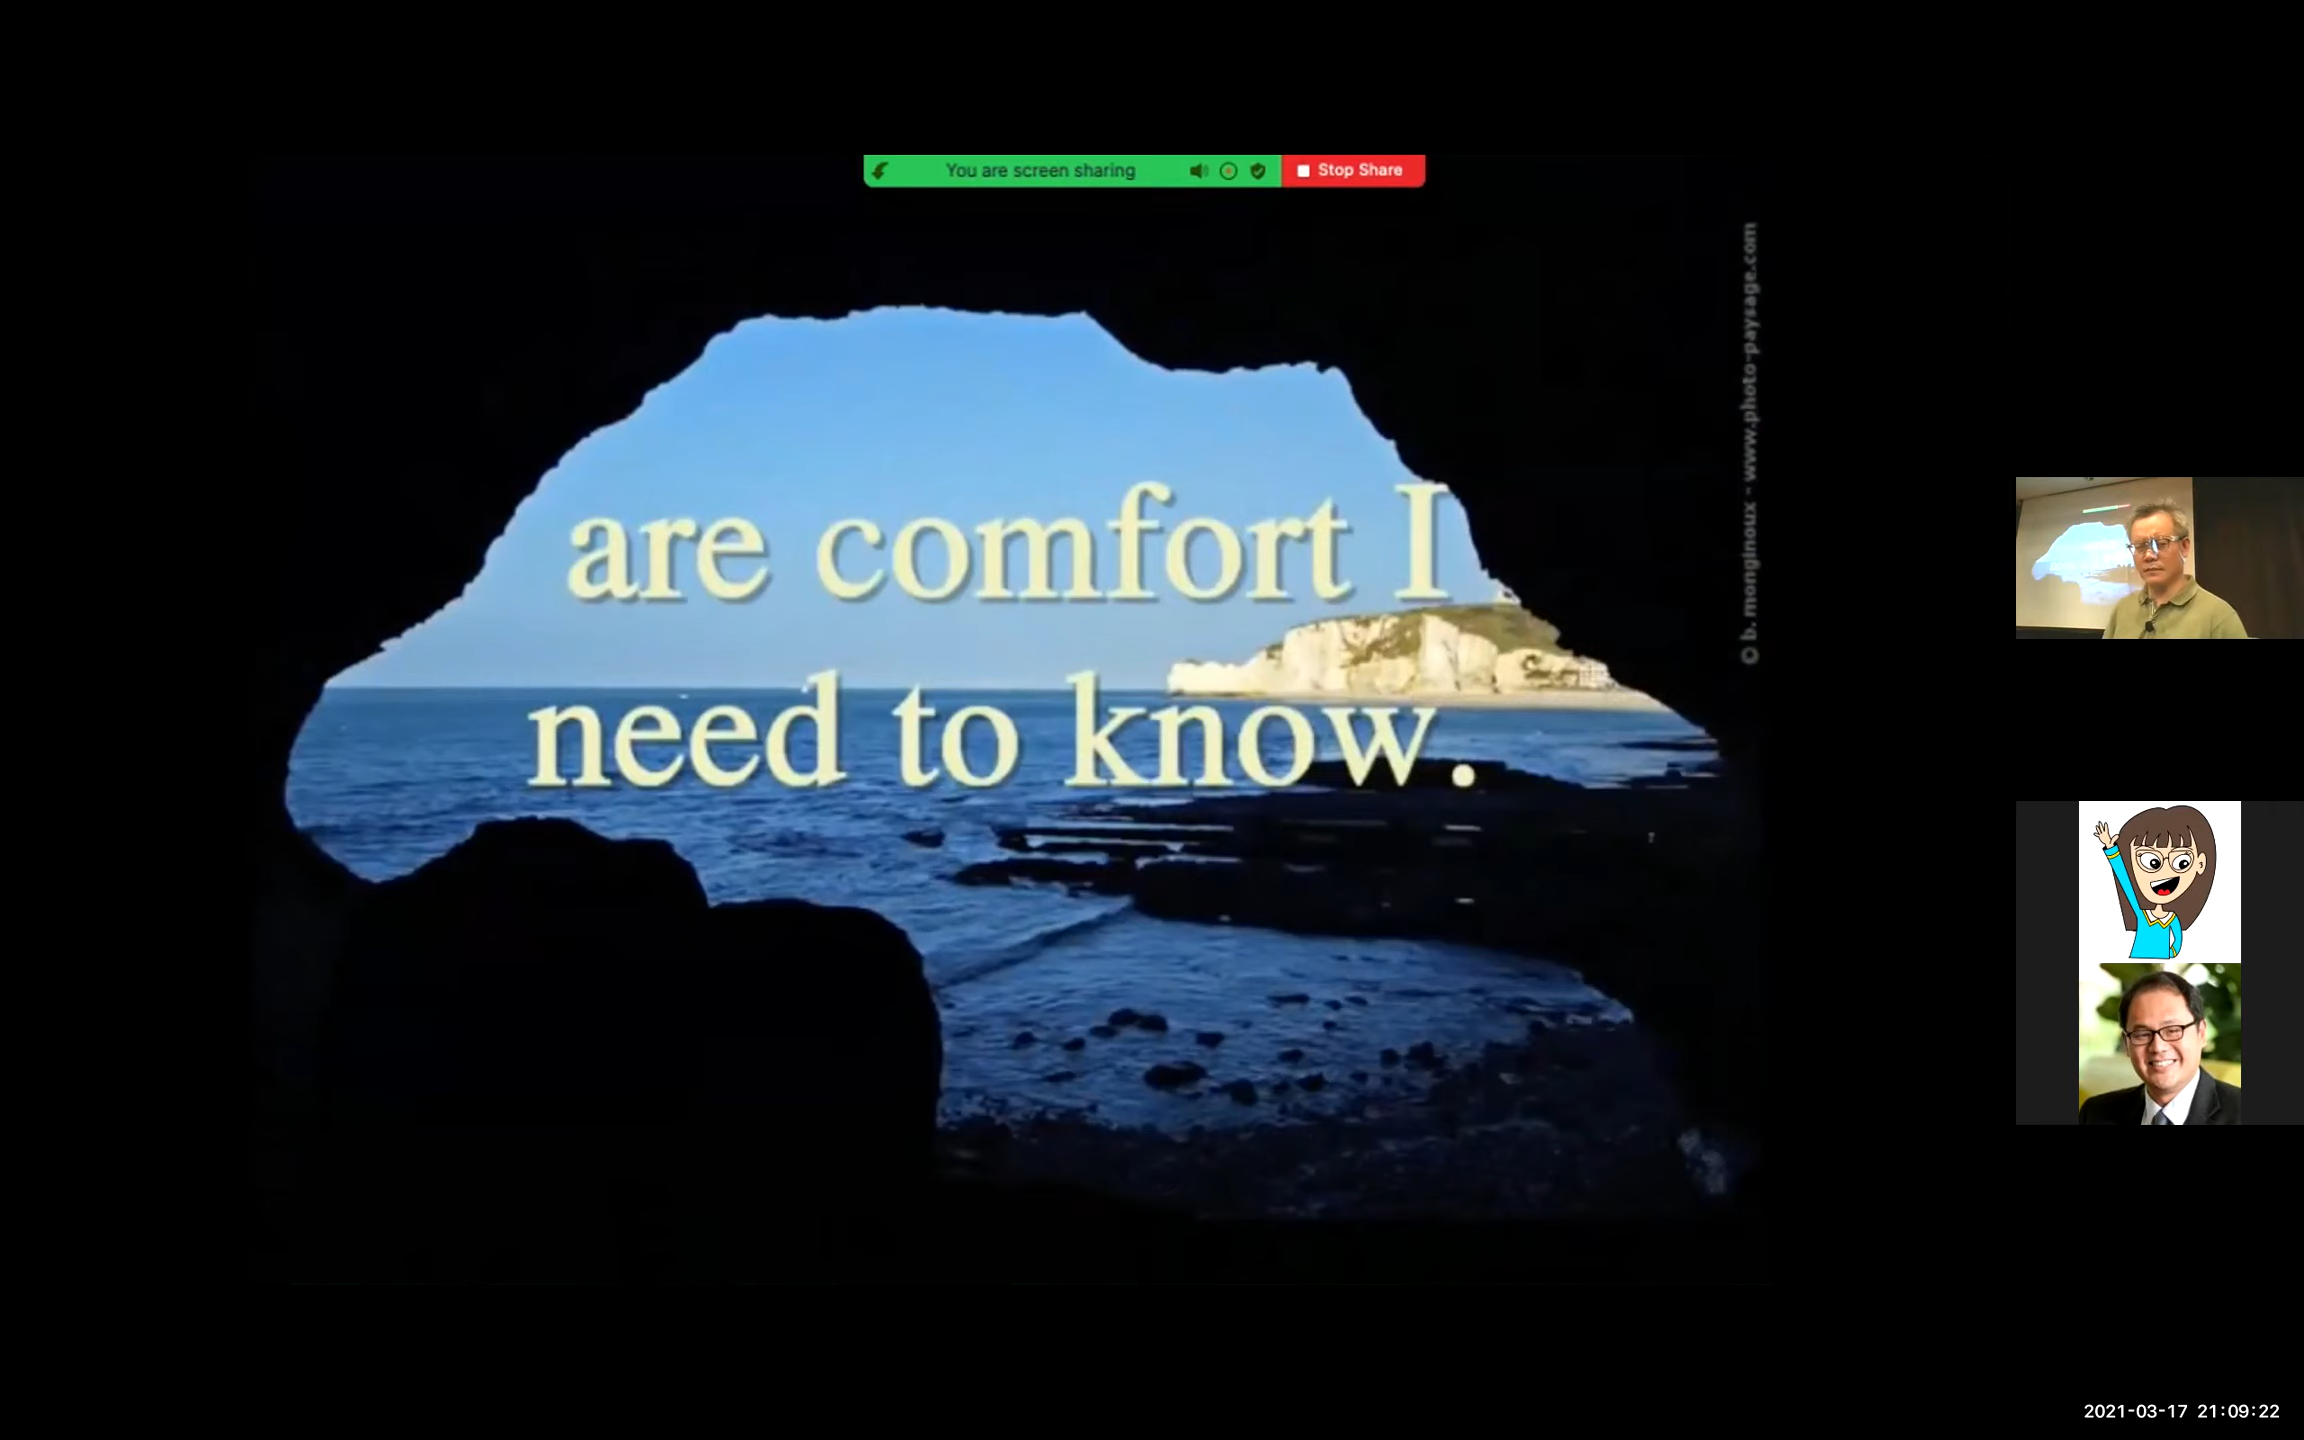 You are screen sharing
Stop Share
are comfort I
need to know.
© b. monginoux - www.photo-paysage.com
2021-03-17 21:09:22